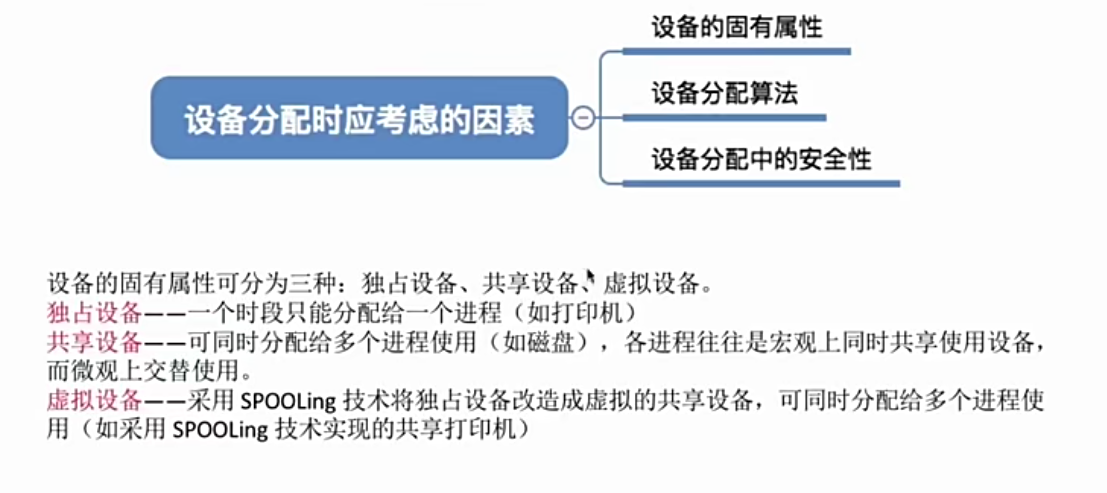 设备的固有属性
设备分配时应考虑的因素
设备分配算法
设备分配中的安全性
设备的固有属性可分为三种：独占设备、共享设备、虚拟设备。
独占设备——一个时段只能分配给一个进程（如打印机）
共享设备——可同时分配给多个进程使用（如磁盘），各进程往往是宏观上同时共享使用设备，
而微观上交替使用。
虚拟设备——采用 SPOOLing 技术将独占设备改造成虚拟的共享设备，可同时分配给多个进程使
用（如采用 SPOOLing 技术实现的共享打印机）